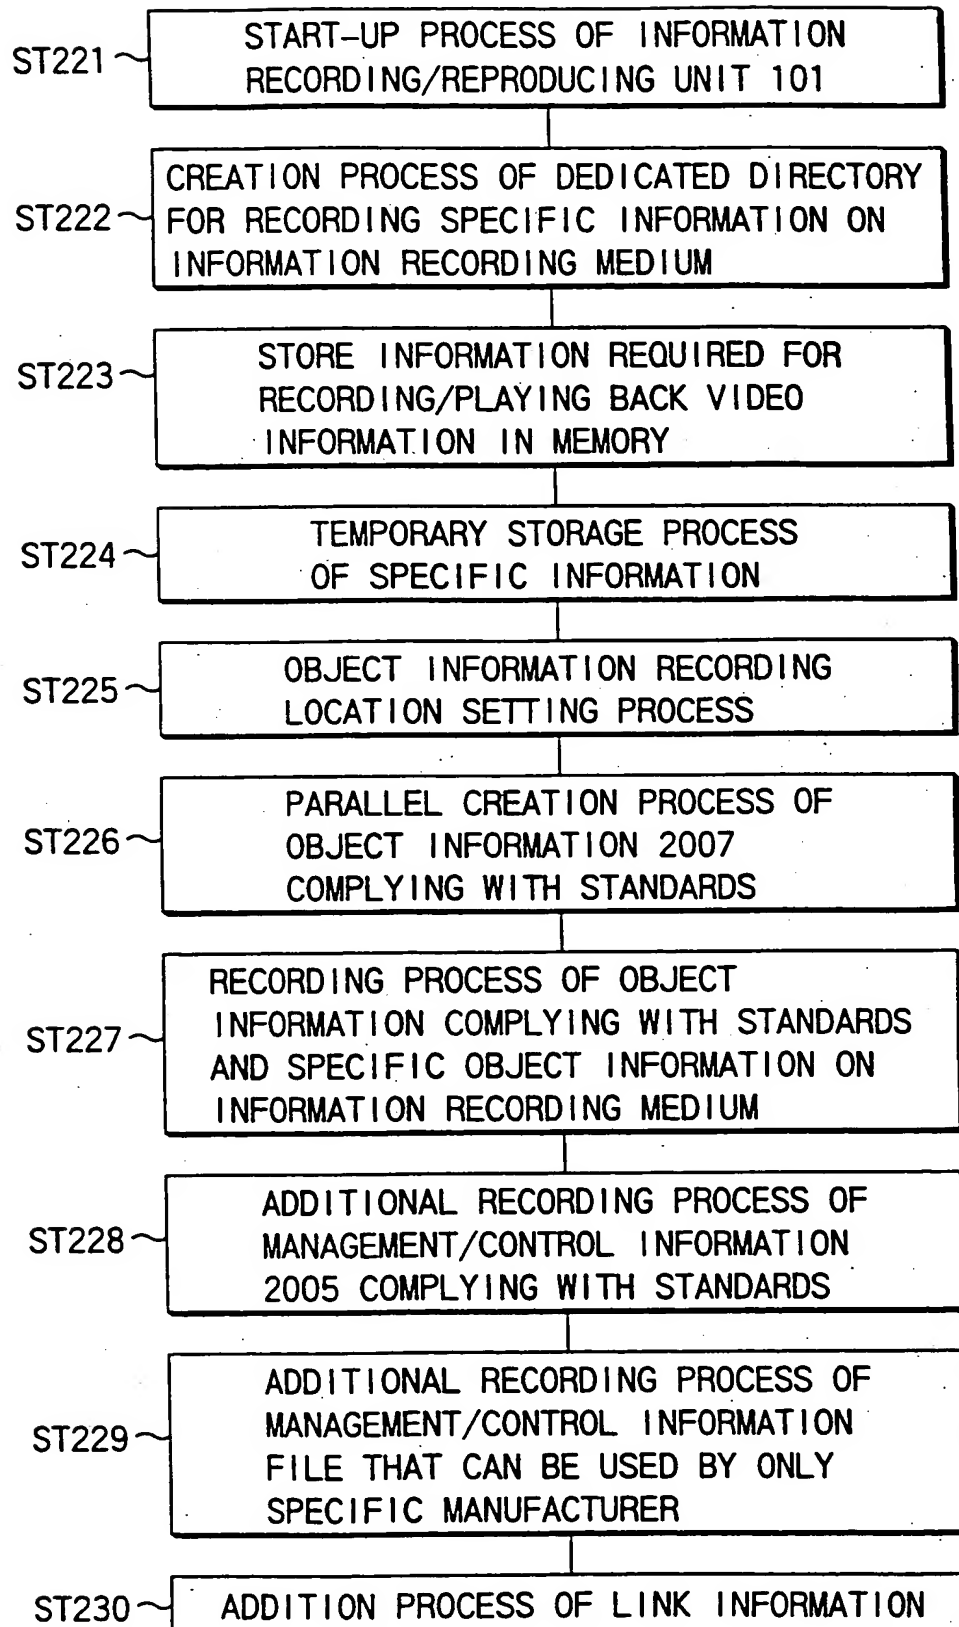 ST221
START-UP PROCESS OF INFORMATION
RECORDING/REPRODUCING UNIT 101
ST222
CREATION PROCESS OF DEDICATED DIRECTORY
FOR RECORDING SPECIFIC INFORMATION ON
INFORMATION RECORDING MEDIUM
ST223
STORE INFORMATION REQUIRED FOR
RECORDING/PLAYING BACK VIDEO
INFORMATION IN MEMORY
ST224
TEMPORARY STORAGE PROCESS
OF SPECIFIC INFORMATION
ST225
OBJECT INFORMATION RECORDING
LOCATION SETTING PROCESS
ST226
PARALLEL CREATION PROCESS OF
OBJECT INFORMATION 2007
COMPLYING WITH STANDARDS
ST227
RECORDING PROCESS OF OBJECT
INFORMATION COMPLYING WITH STANDARDS
AND SPECIFIC OBJECT INFORMATION ON
INFORMATION RECORDING MEDIUM
ST228
ADDITIONAL RECORDING PROCESS OF
MANAGEMENT/CONTROL INFORMATION
2005 COMPLYING WITH STANDARDS
ST229
ADDITIONAL RECORDING PROCESS OF
MANAGEMENT/CONTROL INFORMATION
FILE THAT CAN BE USED BY ONLY
SPECIFIC MANUFACTURER
ST230
ADDITION PROCESS OF LINK INFORMATION